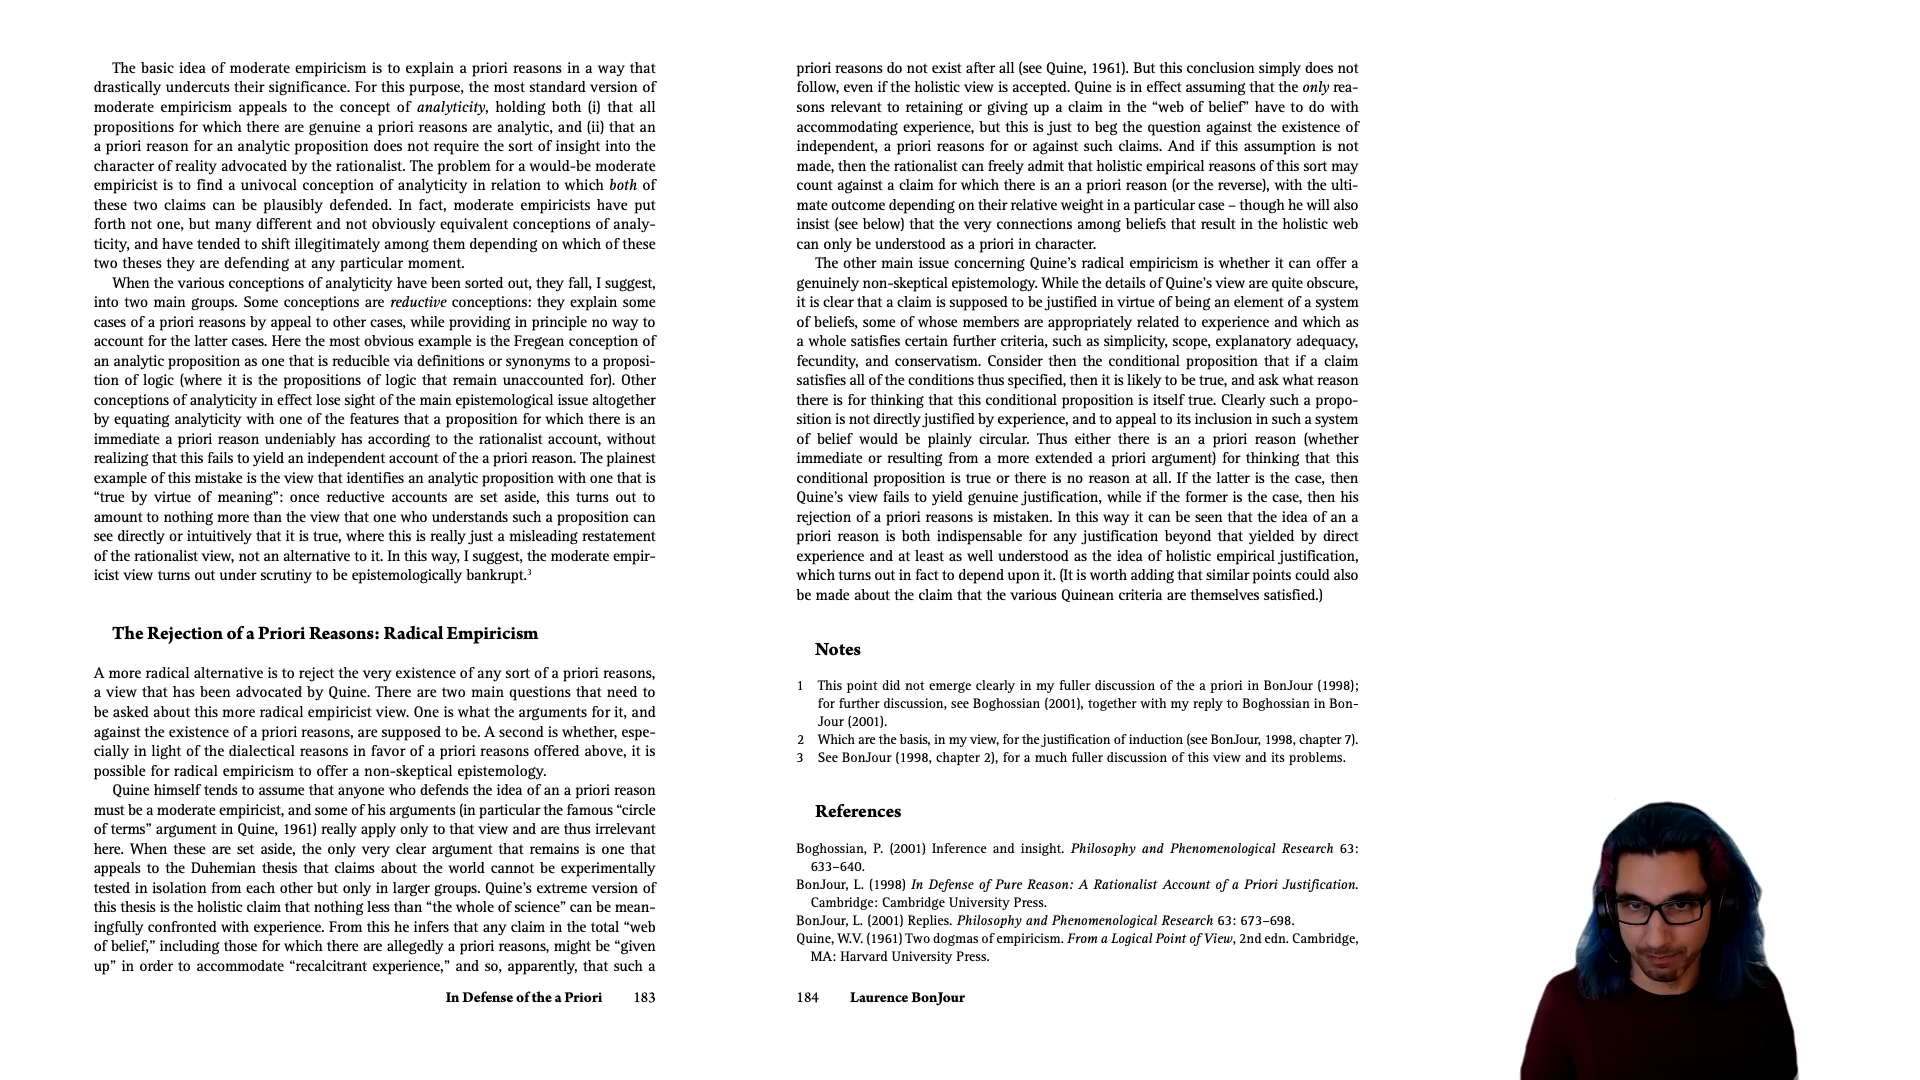 The basic idea of moderate empiricism is to explain a priori reasons in a way that
drastically undercuts their significance. For this purpose, the most standard version of
moderate empiricism appeals to the concept of analyticity, holding both (i) that all
propositions for which there are genuine a priori reasons are analytic, and (ii) that an
a priori reason for an analytic proposition does not require the sort of insight into the
character of reality advocated by the rationalist. The problem for a would-be moderate
empiricist is to find a univocal conception of analyticity in relation to which both of
these two claims can be plausibly defended. In fact, moderate empiricists have put
forth not one, but many different and not obviously equivalent conceptions of analy-
ticity, and have tended to shift illegitimately among them depending on which of these
two theses they are defending at any particular moment.
When the various conceptions of analyticity have been sorted out, they fall, I suggest,
into two main groups. Some conceptions are reductive conceptions: they explain some
cases of a priori reasons by appeal to other cases, while providing in principle no way to
account for the latter cases. Here the most obvious example is the Fregean conception of
an analytic proposition as one that is reducible via definitions or synonyms to a proposi-
tion of logic (where it is the propositions of logic that remain unaccounted for). Other
conceptions of analyticity in effect lose sight of the main epistemological issue altogether
by equating analyticity with one of the features that a proposition for which there is an
immediate a priori reason undeniably has according to the rationalist account, without
realizing that this fails to yield an independent account of the a priori reason. The plainest
example of this mistake is the view that identifies an analytic proposition with one that is
“true by virtue of meaning”: once reductive accounts are set aside, this turns out to
amount to nothing more than the view that one who understands such a proposition can
see directly or intuitively that it is true, where this is really just a misleading restatement
of the rationalist view, not an alternative to it. In this way, I suggest, the moderate empir-
icist view turns out under scrutiny to be epistemologically bankrupt.3
The Rejection of a Priori Reasons: Radical Empiricism
A more radical alternative is to reject the very existence of any sort of a priori reasons,
a view that has been advocated by Quine. There are two main questions that need to
be asked about this more radical empiricist view. One is what the arguments for it, and
against the existence of a priori reasons, are supposed to be. A second is whether, espe-
cially in light of the dialectical reasons in favor of a priori reasons offered above, it is
possible for radical empiricism to offer a non-skeptical epistemology.
Quine himself tends to assume that anyone who defends the idea of an a priori reason
must be a moderate empiricist, and some of his arguments (in particular the famous “circle
of terms” argument in Quine, 1961) really apply only to that view and are thus irrelevant
here. When these are set aside, the only very clear argument that remains is one that
appeals to the Duhemian thesis that claims about the world cannot be experimentally
tested in isolation from each other but only in larger groups. Quine’s extreme version of
this thesis is the holistic claim that nothing less than “the whole of science” can be mean-
ingfully confronted with experience. From this he infers that any claim in the total “web
of belief,” including those for which there are allegedly a priori reasons, might be “given
up” in order to accommodate “recalcitrant experience,” and so, apparently, that such a
In Defense of the a Priori 183
priori reasons do not exist after all (see Quine, 1961). But this conclusion simply does not
follow, even if the holistic view is accepted. Quine is in effect assuming that the only rea-
sons relevant to retaining or giving up a claim in the “web of belief” have to do with
accommodating experience, but this is just to beg the question against the existence of
independent, a priori reasons for or against such claims. And if this assumption is not
made, then the rationalist can freely admit that holistic empirical reasons of this sort may
count against a claim for which there is an a priori reason (or the reverse), with the ulti-
mate outcome depending on their relative weight in a particular case – though he will also
insist (see below) that the very connections among beliefs that result in the holistic web
can only be understood as a priori in character.
The other main issue concerning Quine’s radical empiricism is whether it can offer a
genuinely non-skeptical epistemology. While the details of Quine’s view are quite obscure,
it is clear that a claim is supposed to be justified in virtue of being an element of a system
of beliefs, some of whose members are appropriately related to experience and which as
a whole satisfies certain further criteria, such as simplicity, scope, explanatory adequacy,
fecundity, and conservatism. Consider then the conditional proposition that if a claim
satisfies all of the conditions thus specified, then it is likely to be true, and ask what reason
there is for thinking that this conditional proposition is itself true. Clearly such a propo-
sition is not directly justified by experience, and to appeal to its inclusion in such a system
of belief would be plainly circular. Thus either there is an a priori reason (whether
immediate or resulting from a more extended a priori argument) for thinking that this
conditional proposition is true or there is no reason at all. If the latter is the case, then
Quine’s view fails to yield genuine justification, while if the former is the case, then his
rejection of a priori reasons is mistaken. In this way it can be seen that the idea of an a
priori reason is both indispensable for any justification beyond that yielded by direct
experience and at least as well understood as the idea of holistic empirical justification,
which turns out in fact to depend upon it. (It is worth adding that similar points could also
be made about the claim that the various Quinean criteria are themselves satisfied.)
Notes
1 This point did not emerge clearly in my fuller discussion of the a priori in BonJour (1998);
for further discussion, see Boghossian (2001), together with my reply to Boghossian in Bon-
Jour (2001).
2 Which are the basis, in my view, for the justification of induction (see BonJour, 1998, chapter 7).
3 See BonJour (1998, chapter 2), for a much fuller discussion of this view and its problems.
References
Boghossian, P. (2001) Inference and insight. Philosophy and Phenomenological Research 63:
633–640.
BonJour, L. (1998) In Defense of Pure Reason: A Rationalist Account of a Priori Justification.
Cambridge: Cambridge University Press.
BonJour, L. (2001) Replies. Philosophy and Phenomenological Research 63: 673–698.
Quine, W.V. (1961) Two dogmas of empiricism. From a Logical Point of View, 2nd edn. Cambridge,
MA: Harvard University Press.
184 Laurence BonJour